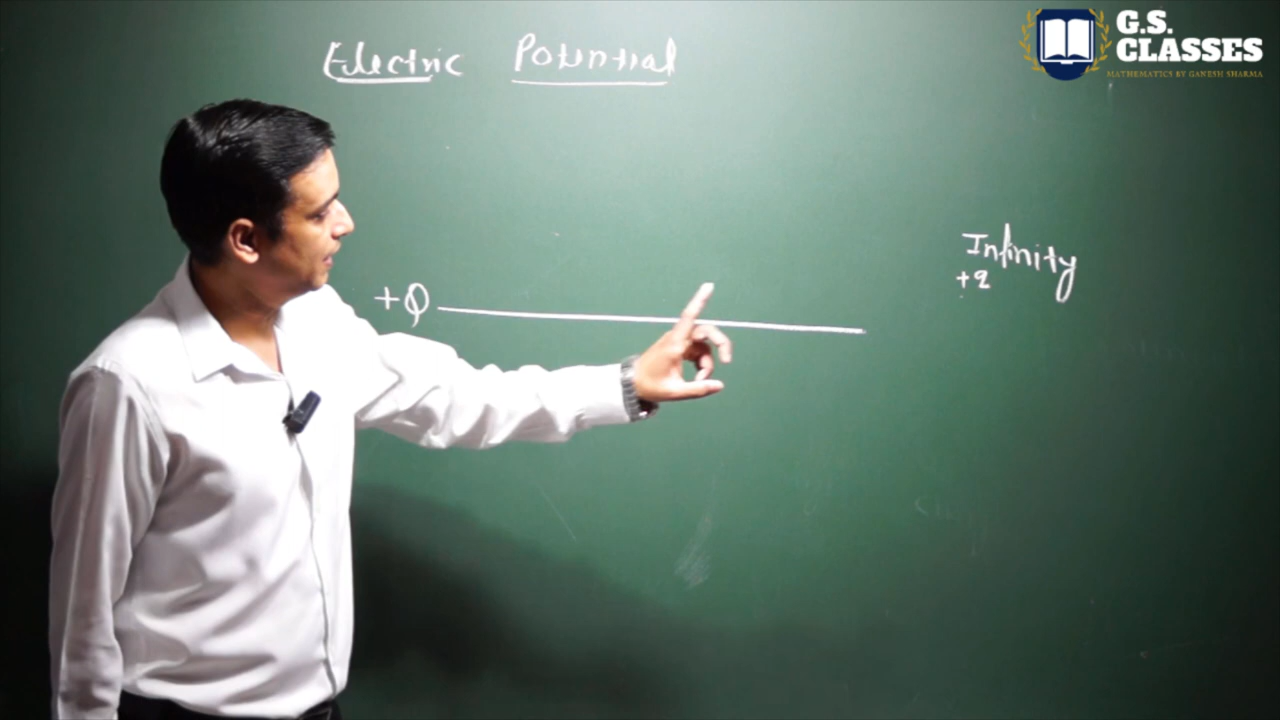 Electric Potential
G.S.
CLASSES
MATHEMATICS BY GANESH SHARMA
Infinity
+q
+Q